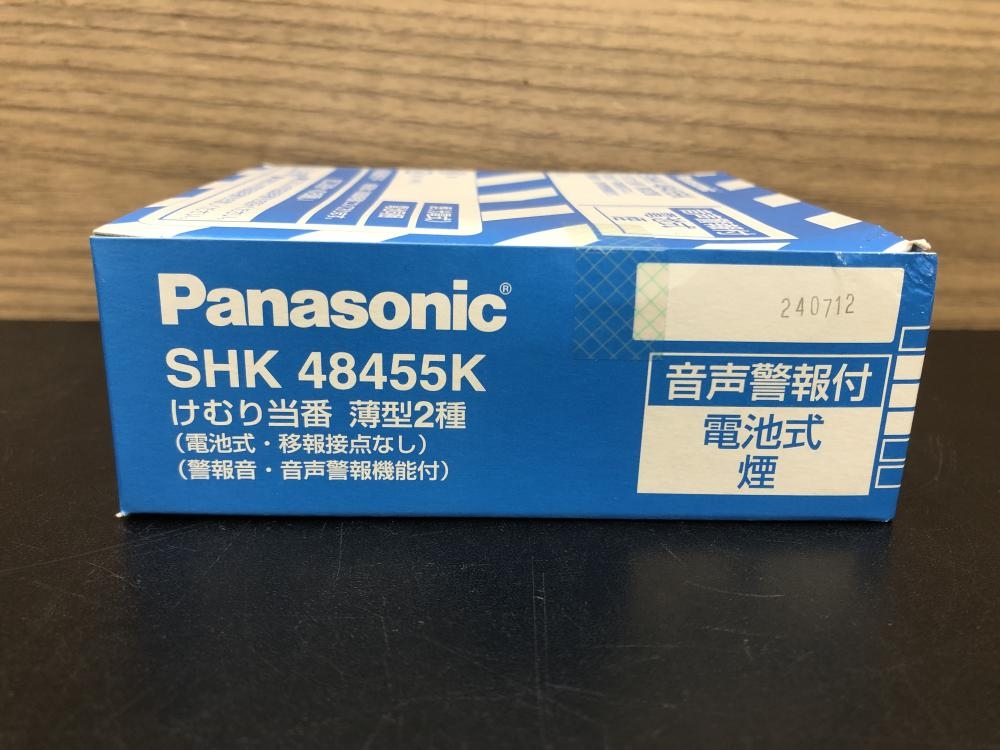 Panasonic®
SHK 48455K
けむり当番 薄型2種
（電池式・移報接点なし）
（警報音・音声警報機能付）
240712
音声警報付
電池式
煙